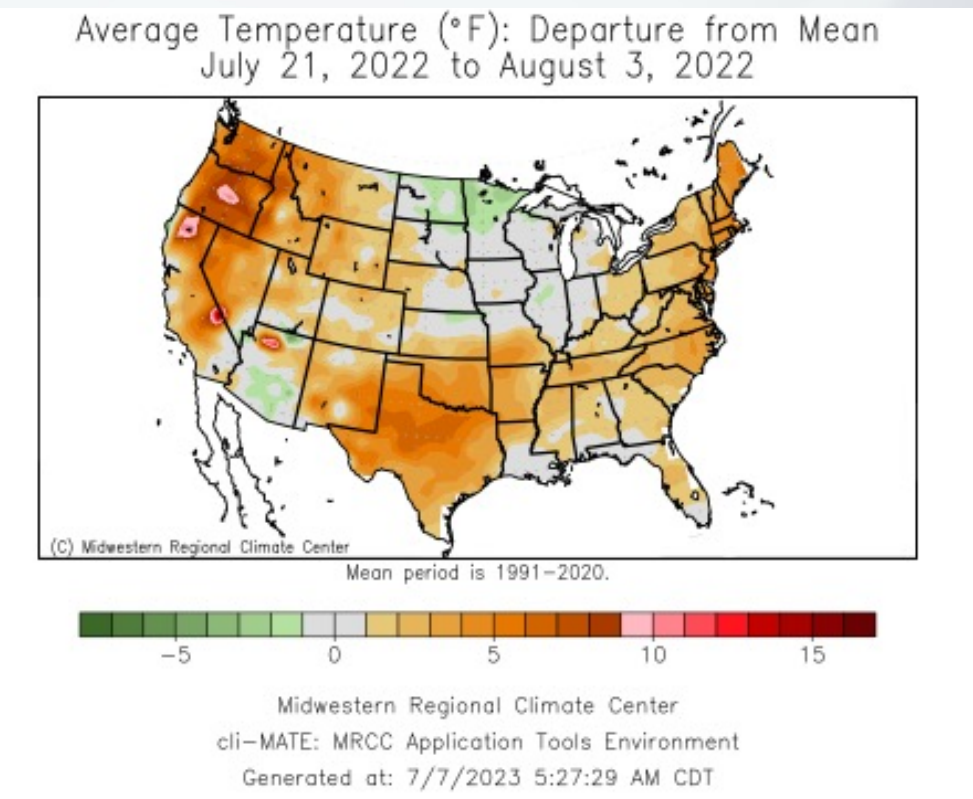 Average Temperature (°F): Departure from Mean
July 21, 2022 to August 3, 2022
(C) Midwestern Regional Climate Center
Mean period is 1991-2020.
-5 0 5 10 15
Midwestern Regional Climate Center
cli-MATE: MRCC Application Tools Environment
Generated at: 7/7/2023 5:27:29 AM CDT